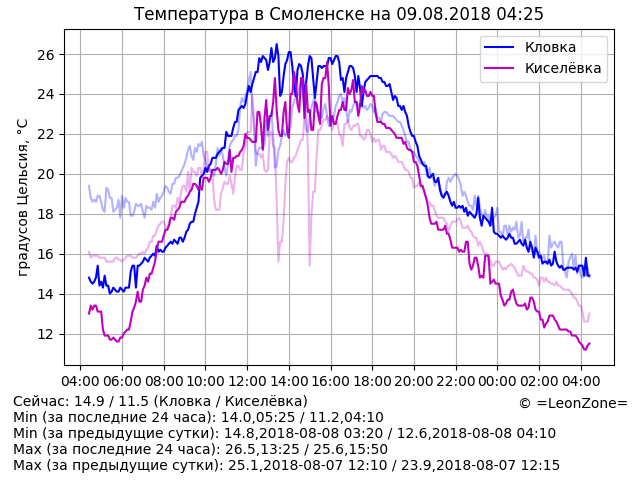 Температура в Смоленске на 09.08.2018 04:25
градусов Цельсия, °C
26
24
22
20
18
16
14
12
Кловка
Киселёвка
04:00 06:00 08:00 10:00 12:00 14:00 16:00 18:00 20:00 22:00 00:00 02:00 04:00
Сейчас: 14.9 / 11.5 (Кловка / Киселёвка)
© =LeonZone=
Min (за последние 24 часа): 14.0,05:25 / 11.2,04:10
Min (за предыдущие сутки): 14.8,2018-08-08 03:20 / 12.6,2018-08-08 04:10
Max (за последние 24 часа): 26.5,13:25 / 25.6,15:50
Max (за предыдущие сутки): 25.1,2018-08-07 12:10 / 23.9,2018-08-07 12:15